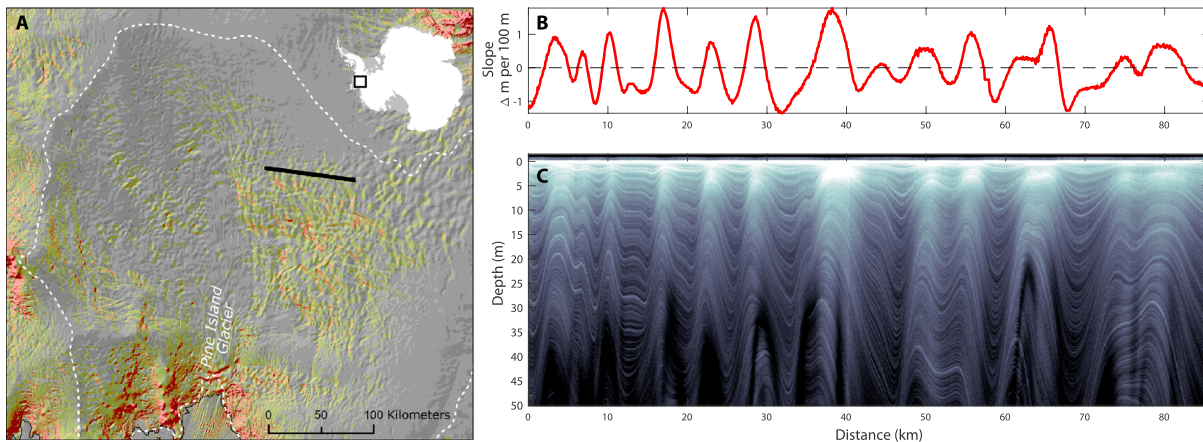 A
Pine Island
Glacier
0 50 100 Kilometers
B
Slope
Δ m per 100 m
1
0
-1
0 10 20 30 40 50 60 70 80
C
Depth (m)
0
5
10
15
20
25
30
35
40
45
50
0 10 20 30 40 50 60 70 80
Distance (km)